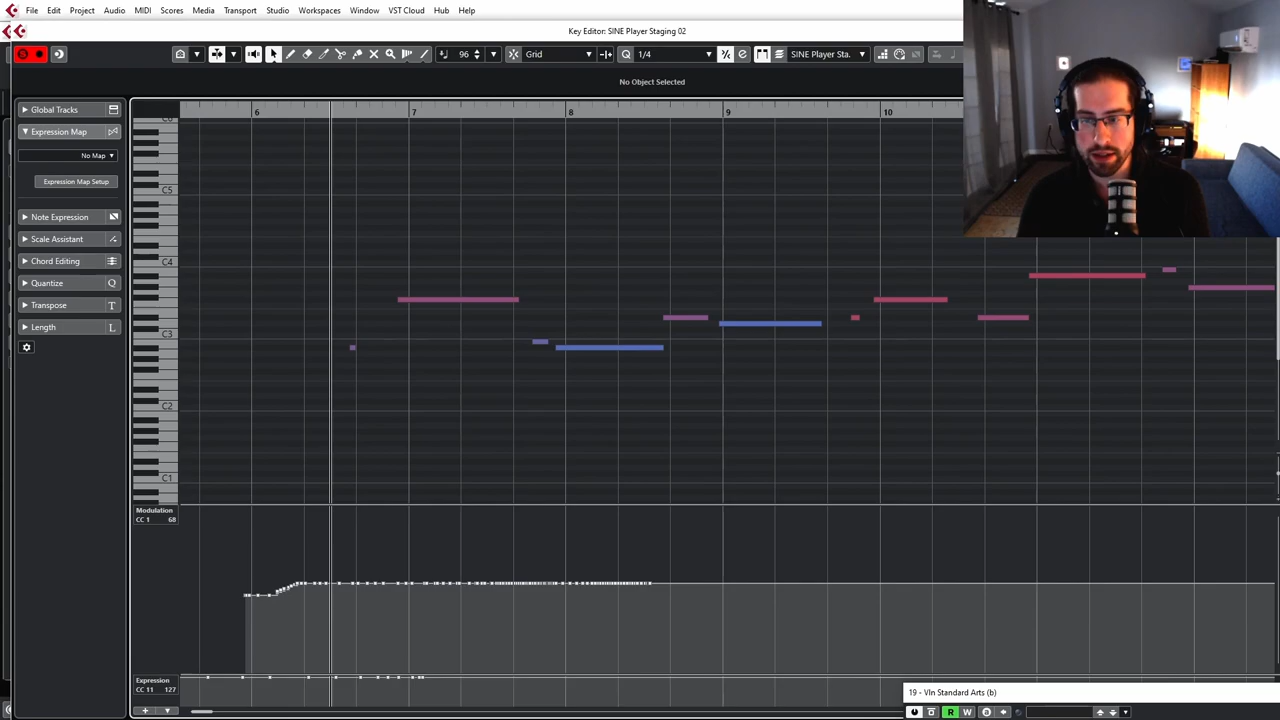 File Edit Project Audio MIDI Scores Media Transport Studio Workspaces Window VST Cloud Hub Help
Key Editor: SINE Player Staging 02
96 Grid 1/4 SINE Player Sta.
No Object Selected
Global Tracks
Expression Map
No Map
Expression Map Setup
Note Expression
Scale Assistant
Chord Editing
Quantize
Q
Transpose
T
Length
L
6 7 8 9 10
C5
C4
C3
C2
C1
Modulation
CC 1 68
Expression
CC 11 127
19 - Vln Standard Arts (b)
R W